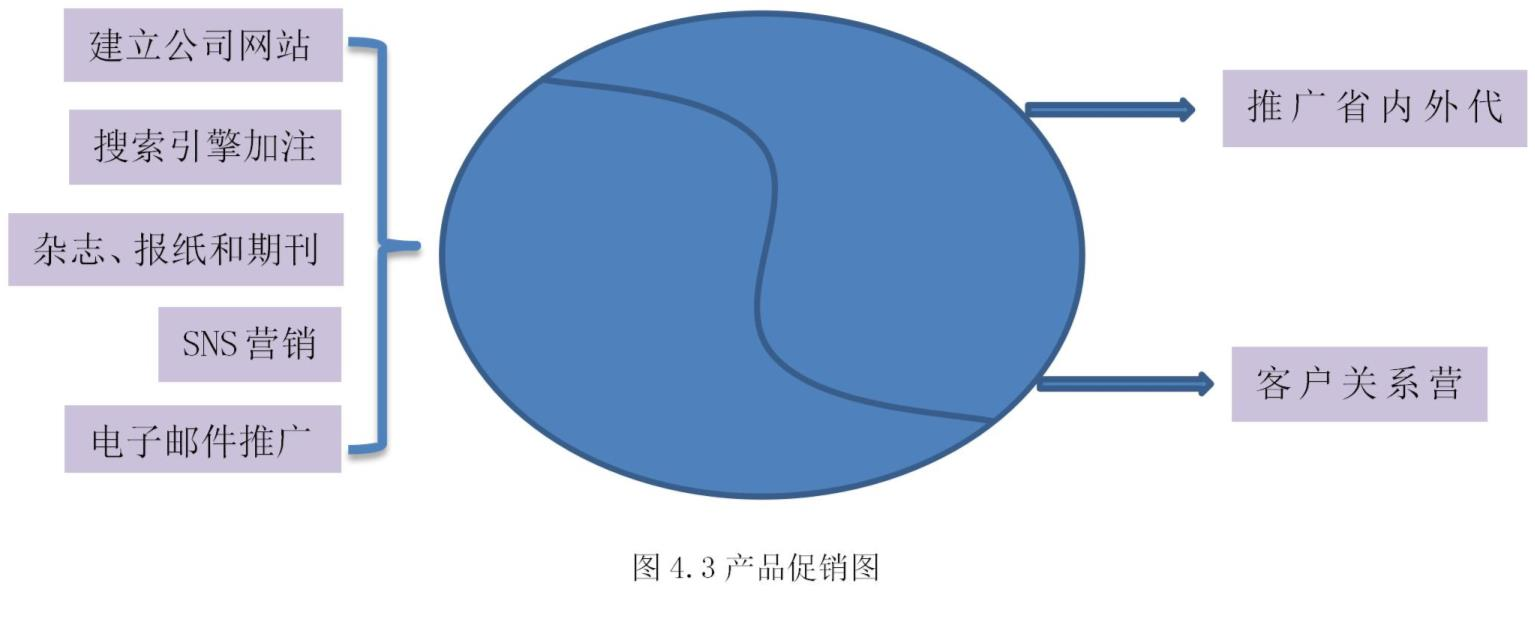 建立公司网站
搜索引擎加注
杂志、报纸和期刊
SNS营销
电子邮件推广
推广省内外代
客户关系营
图 4.3 产品促销图